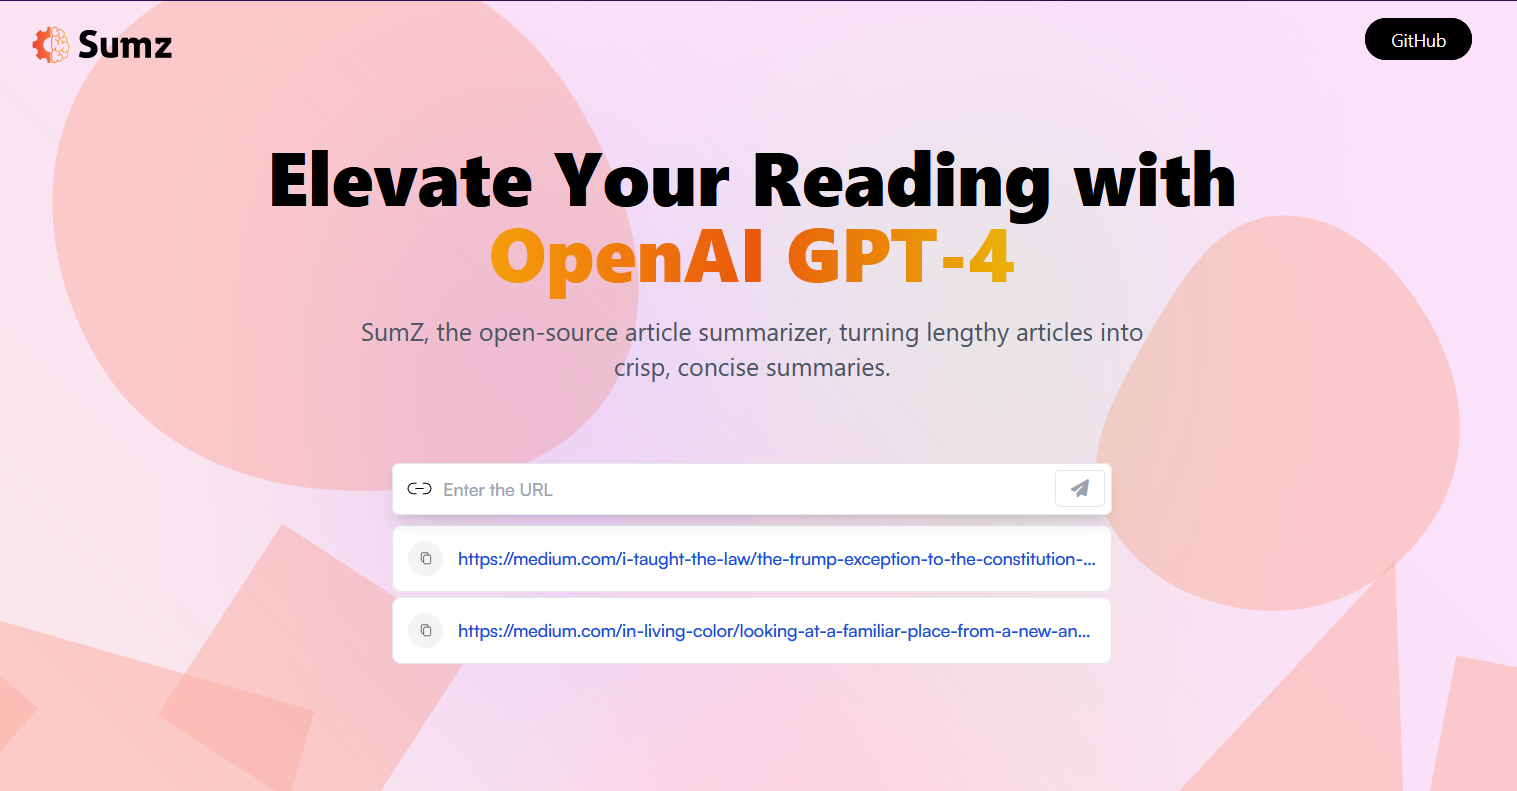 Sumz
GitHub
Elevate Your Reading with
OpenAI GPT-4
SumZ, the open-source article summarizer, turning lengthy articles into
crisp, concise summaries.
Enter the URL
https://medium.com/i-taught-the-law/the-trump-exception-to-the-constitution-...
https://medium.com/in-living-color/looking-at-a-familiar-place-from-a-new-an...